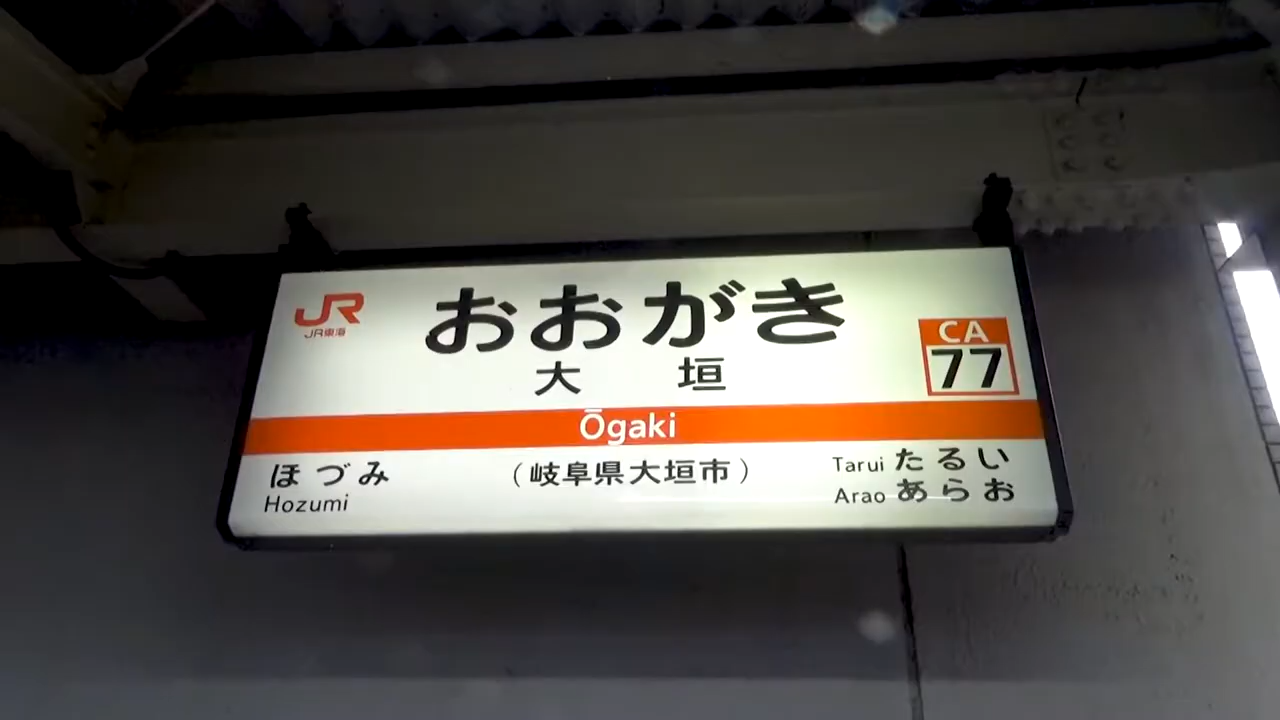 JR
JR東海
おおがき
大垣
CA
77
Ōgaki
ほづみ
Hozumi
(岐阜県大垣市)
Tarui たるい
Arao あらお